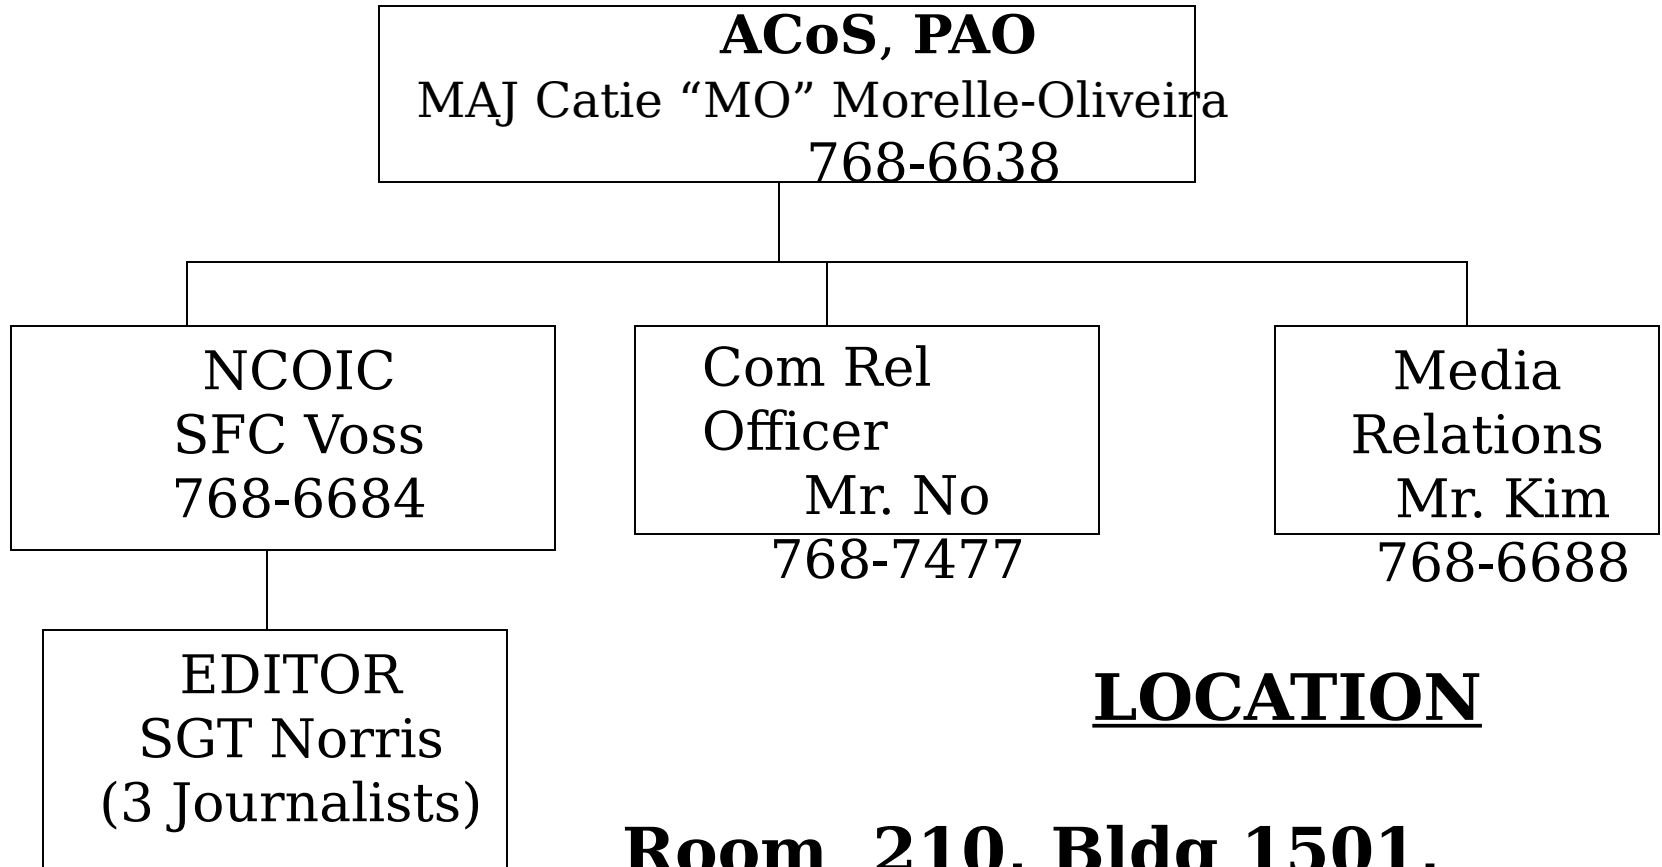 ACoS, PAO
MAJ Catie “MO” Morelle-Oliveira
768-6638
NCOIC
SFC Voss
768-6684
Com Rel
Officer
Mr. No
768-7477
Media
Relations
Mr. Kim
768-6688
EDITOR
SGT Norris
(3 Journalists)
LOCATION
Room 210, Bldg 1501,